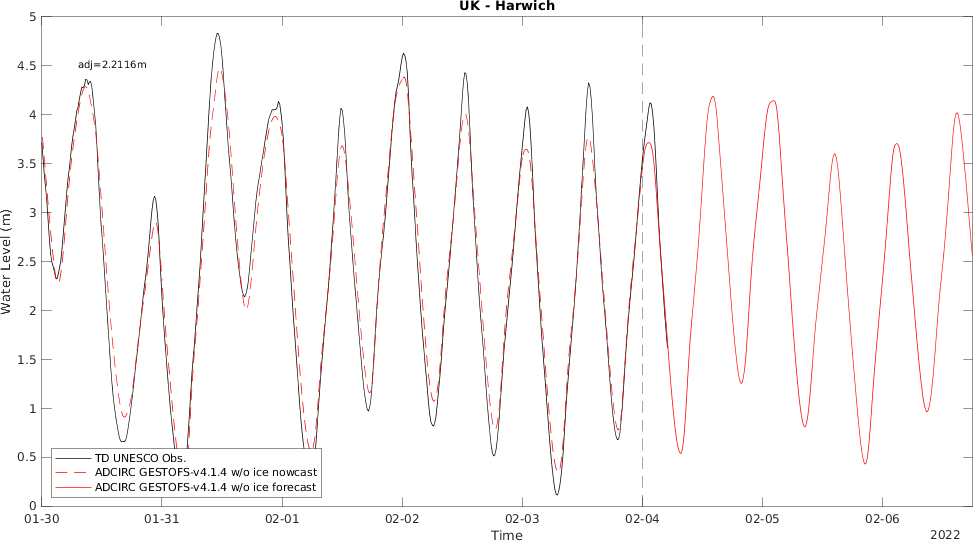 UK - Harwich
5
4.5
4
3.5
3
2.5
2
1.5
1
0.5
0
Water Level (m)
adj=2.2116m
TD UNESCO Obs.
ADCIRC GESTOFS-v4.1.4 w/o ice nowcast
ADCIRC GESTOFS-v4.1.4 w/o ice forecast
01-30 01-31 02-01 02-02 02-03 02-04 02-05 02-06
Time
2022